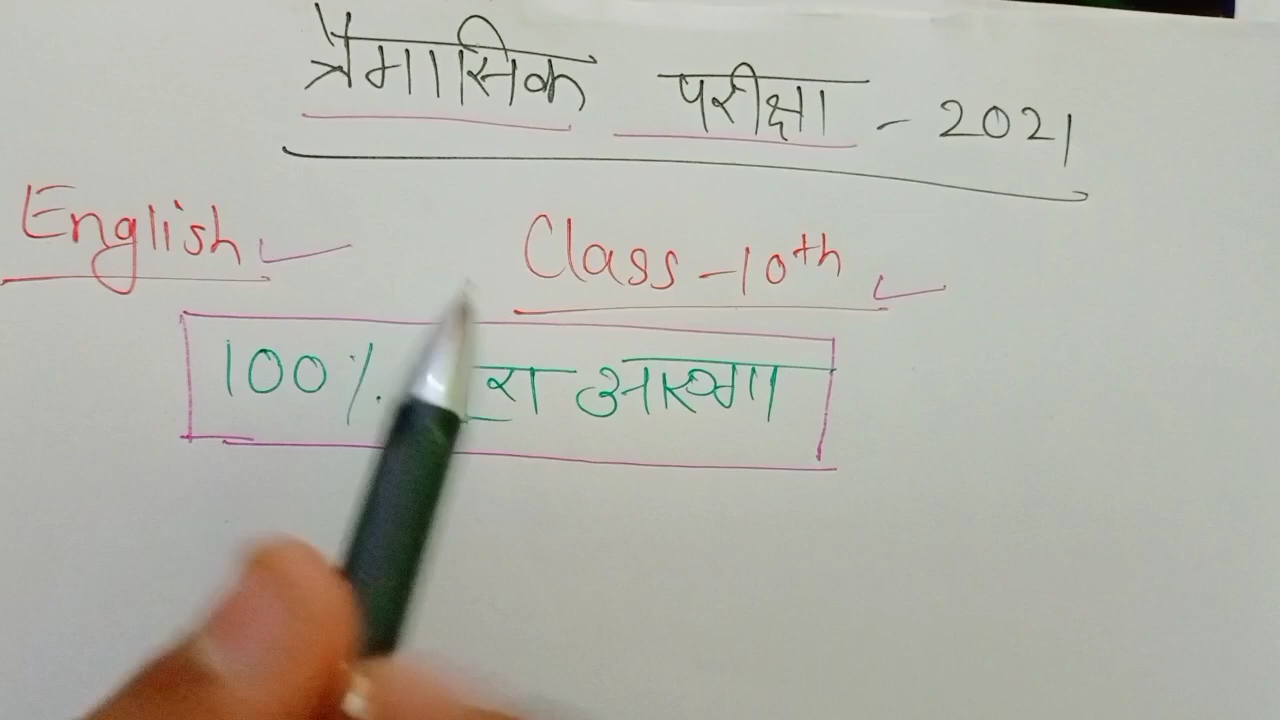 त्रैमासिक परीक्षा - 2021
English Class - 10th
100%. रा आएगा